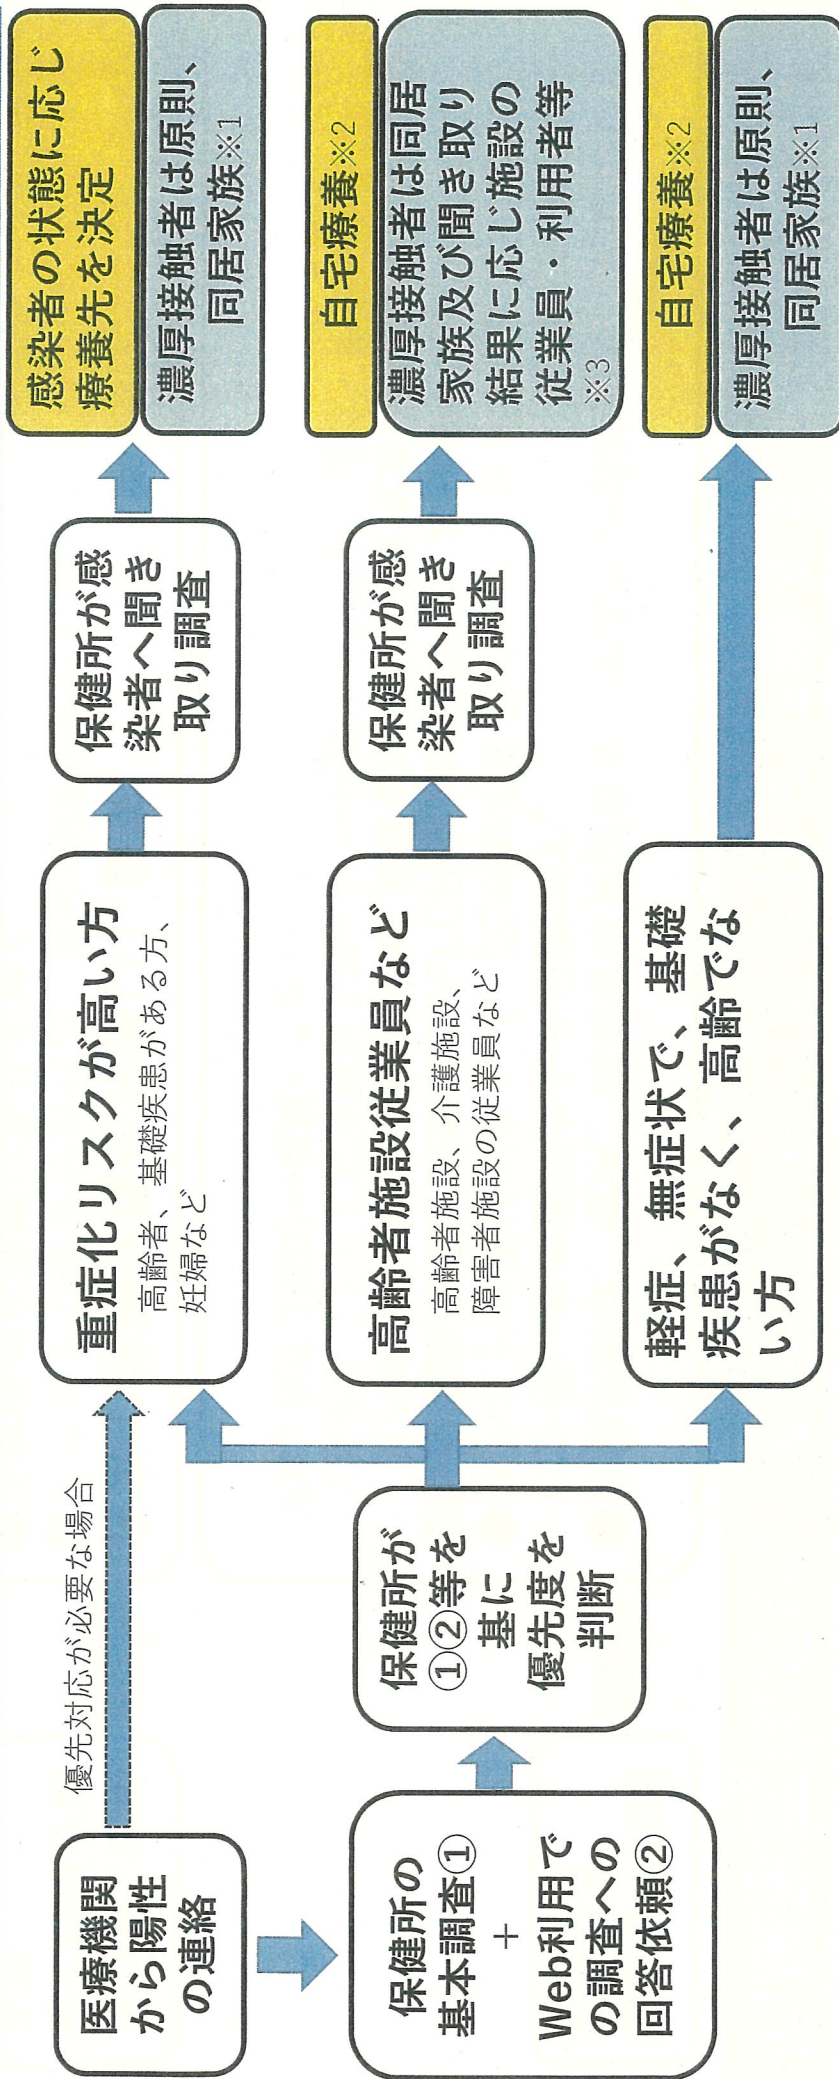 医療機関
から陽性
の連絡
優先対応が必要な場合
保健所の
基本調査①
＋
Web利用で
の調査への
回答依頼②
保健所が
①②等を
基に
優先度を
判断
重症化リスクが高い方
高齢者、基礎疾患がある方、
妊婦など
保健所が感
染者へ聞き
取り調査
感染者の状態に応じ
療養先を決定
濃厚接触者は原則、
同居家族※1
高齢者施設従業員など
高齢者施設、介護施設、
障害者施設の従業員など
保健所が感
染者へ聞き
取り調査
自宅療養※2
濃厚接触者は同居
家族及び聞き取り
結果に応じ施設の
従業員・利用者等
※3
軽症、無症状で、基礎
疾患がなく、高齢でな
い方
自宅療養※2
濃厚接触者は原則、
同居家族※1